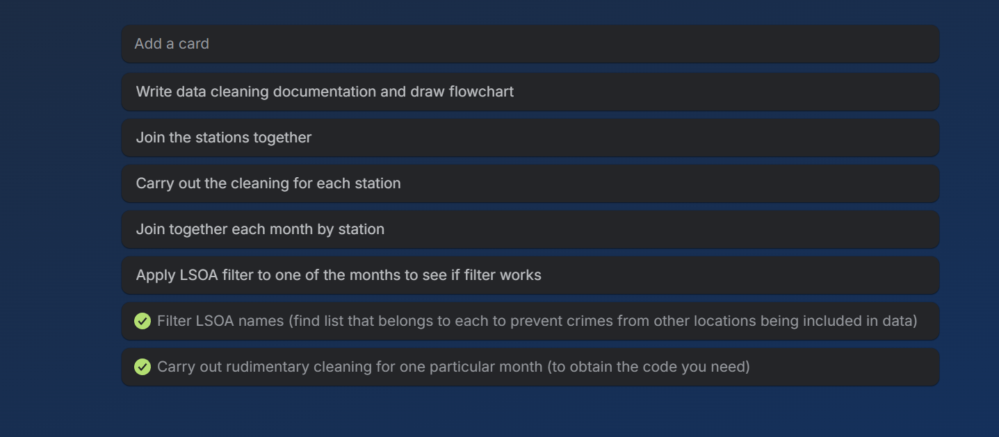 Add a card
Write data cleaning documentation and draw flowchart
Join the stations together
Carry out the cleaning for each station
Join together each month by station
Apply LSOA filter to one of the months to see if filter works
Filter LSOA names (find list that belongs to each to prevent crimes from other locations being included in data)
Carry out rudimentary cleaning for one particular month (to obtain the code you need)